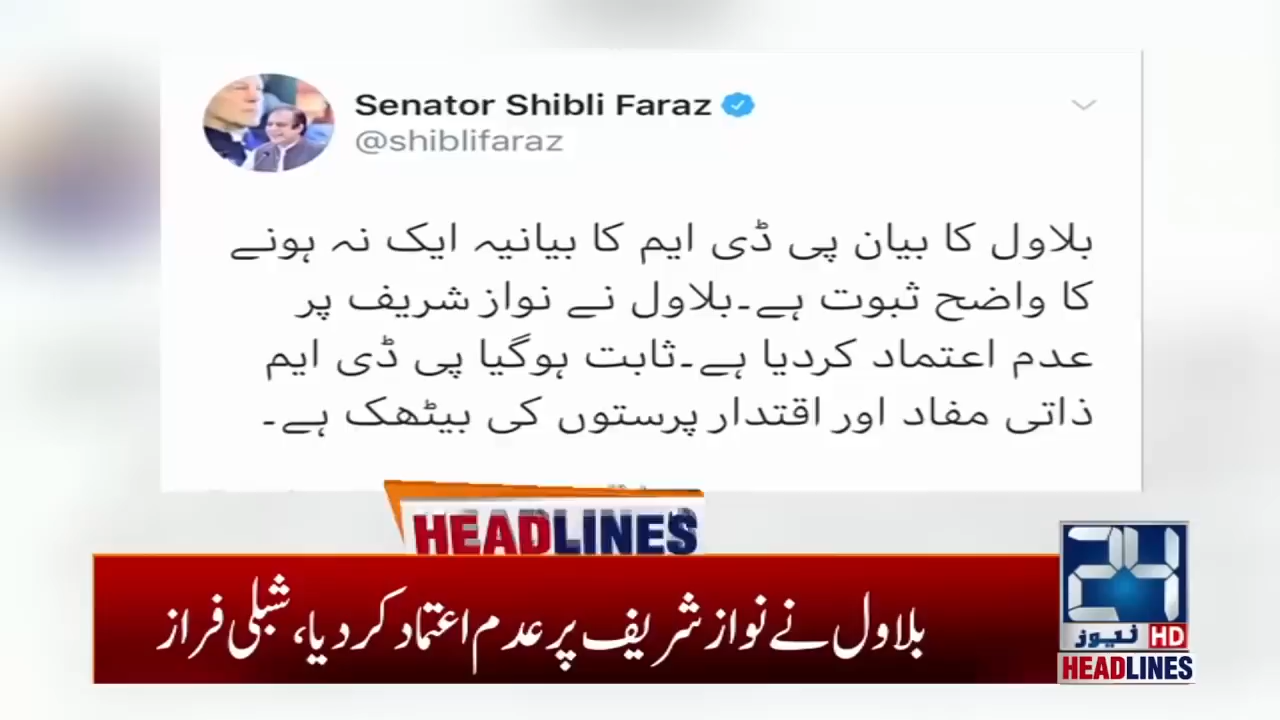 Senator Shibli Faraz
@shiblifaraz
بلاول کا بیان پی ڈی ایم کا بیانیہ ایک نہ ہونے
کا واضح ثبوت ہے۔بلاول نے نواز شریف پر
عدم اعتماد کردیا ہے۔ثابت ہوگیا پی ڈی ایم
ذاتی مفاد اور اقتدار پرستوں کی بیٹھک ہے۔
HEADLINES
بلاول نے نواز شریف پر عدم اعتماد کر دیا، شبلی فراز
24
نیوز HD
HEADLINES